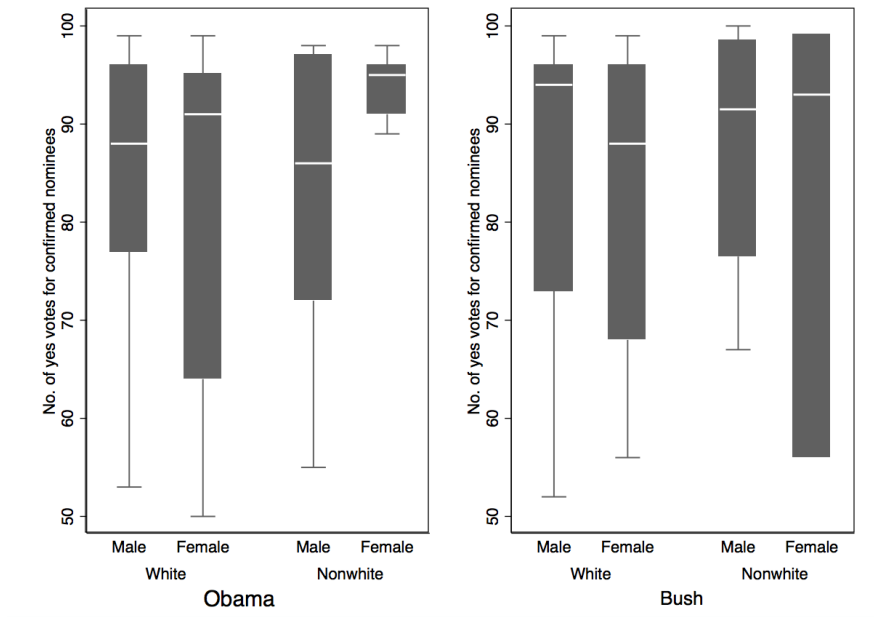 No. of yes votes for confirmed nominees
100
90
80
70
60
50
Male Female Male Female
White Nonwhite
Obama
No. of yes votes for confirmed nominees
100
90
80
70
60
50
Male Female Male Female
White Nonwhite
Bush